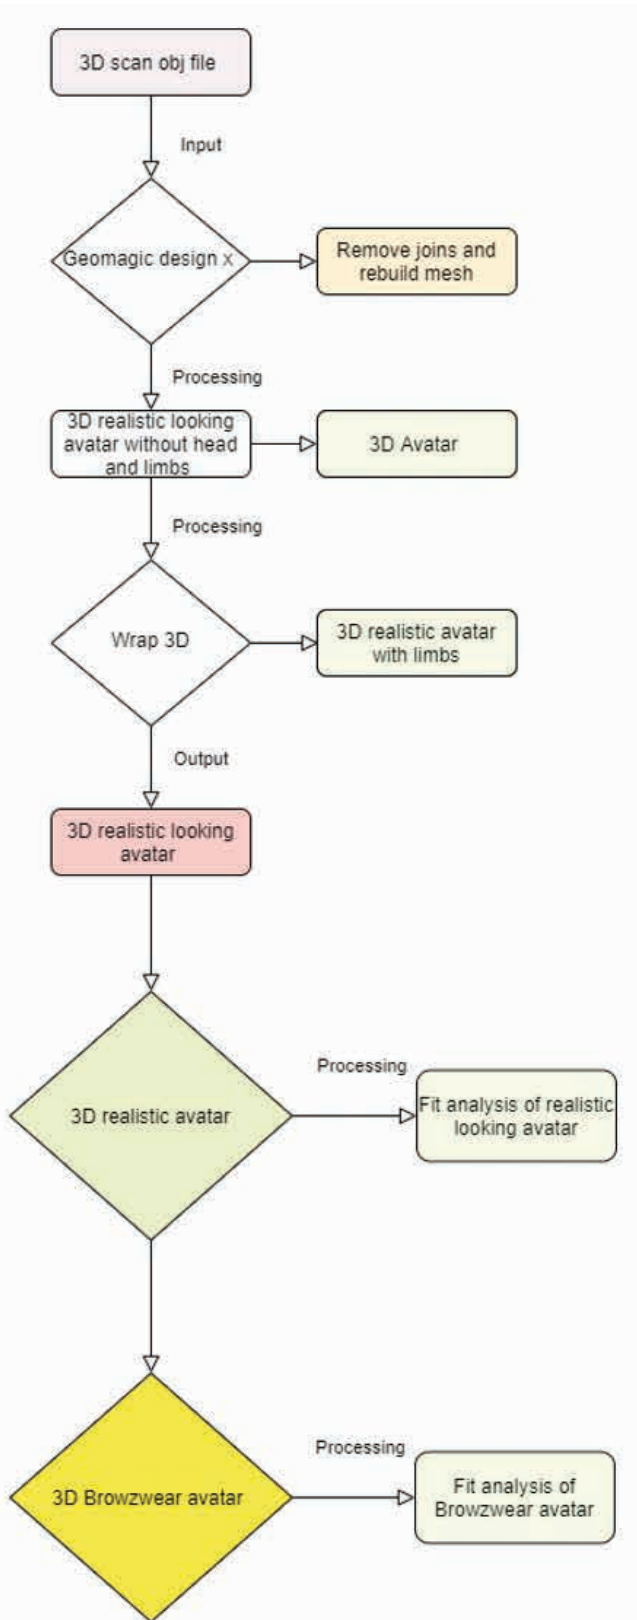 3D scan obj file
Input
Geomagic design x
Remove joins and
rebuild mesh
Processing
3D realistic looking
avatar without head
and limbs
3D Avatar
Processing
Wrap 3D
3D realistic avatar
with limbs
Output
3D realistic looking
avatar
3D realistic avatar
Processing
Fit analysis of realistic
looking avatar
3D Browzwear avatar
Processing
Fit analysis of
Browzwear avatar